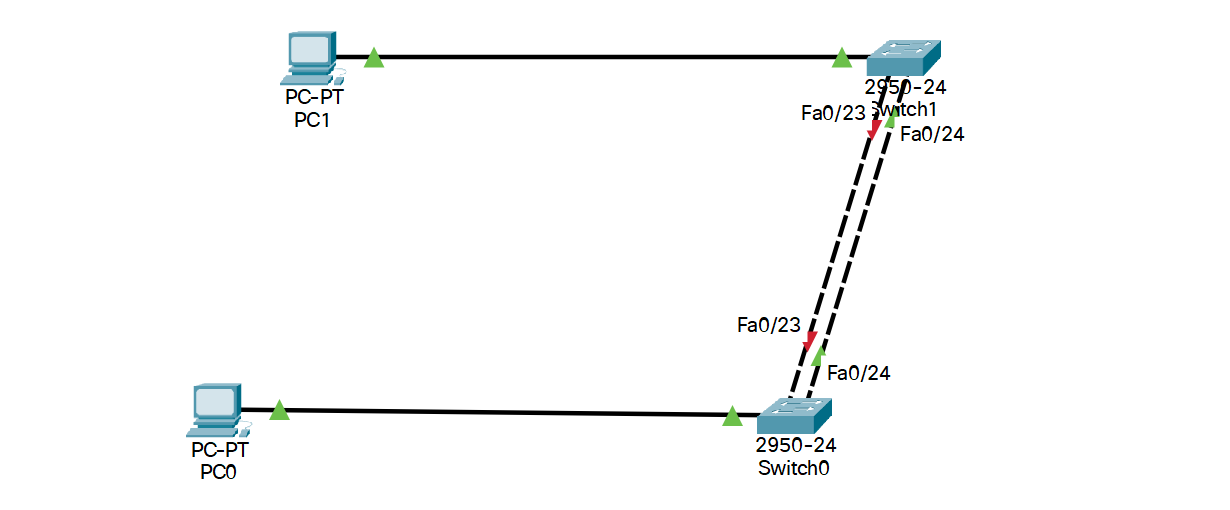 PC-PT
PC1
2950-24
Switch1
Fa0/23
Fa0/24
Fa0/23
Fa0/24
PC-PT
PC0
2950-24
Switch0